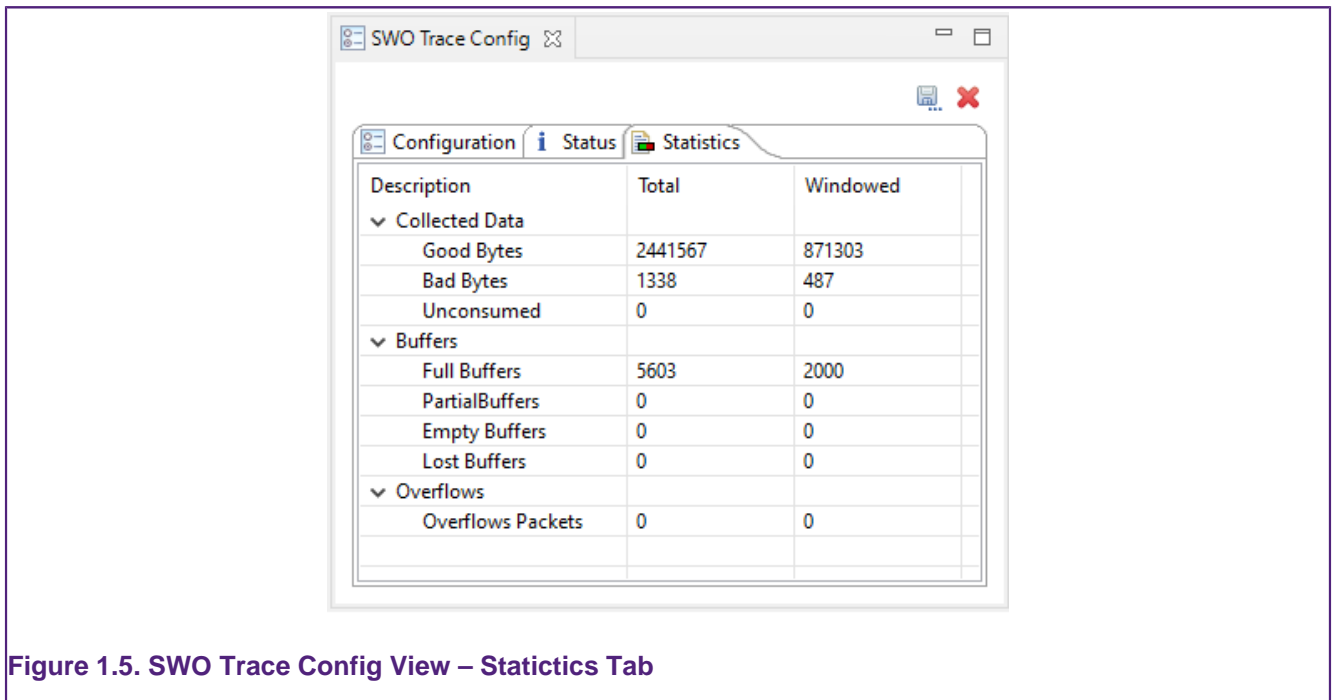 SWO Trace Config
Configuration Status Statistics
Description Total Windowed
Collected Data
Good Bytes 2441567 871303
Bad Bytes 1338 487
Unconsumed 0 0
Buffers
Full Buffers 5603 2000
PartialBuffers 0 0
Empty Buffers 0 0
Lost Buffers 0 0
Overflows
Overflows Packets 0 0
Figure 1.5. SWO Trace Config View – Statictics Tab